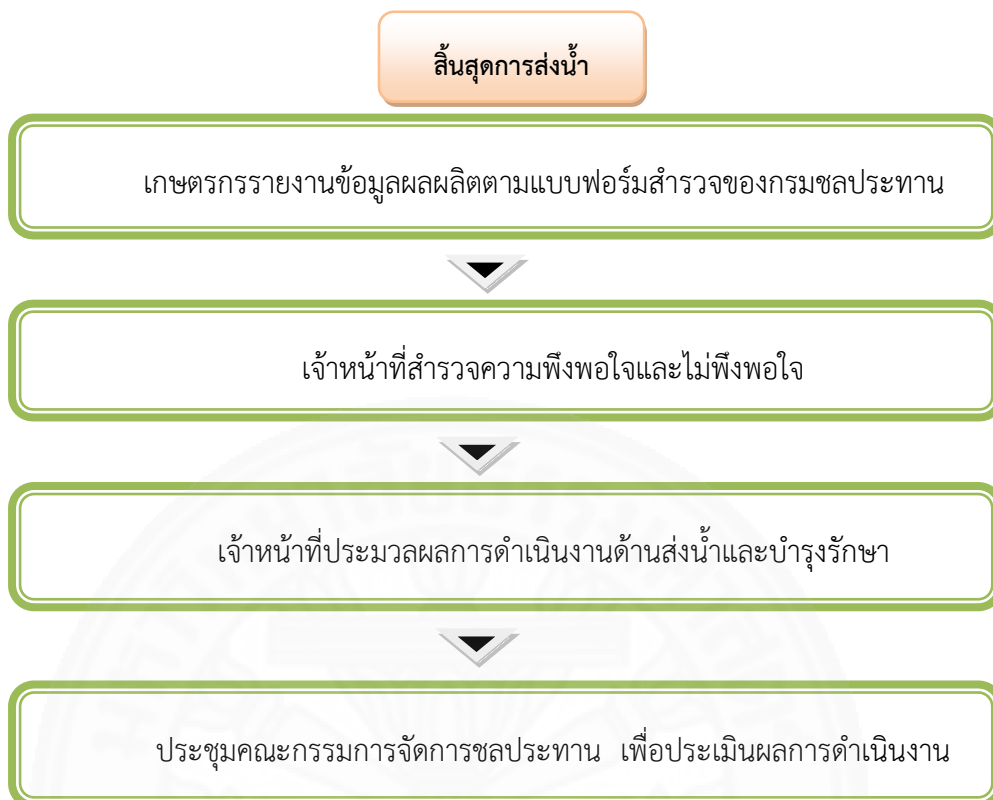 สิ้นสุดการส่งน้ำ
เกษตรกรรายงานข้อมูลผลผลิตตามแบบฟอร์มสำรวจของกรมชลประทาน
เจ้าหน้าที่สำรวจความพึงพอใจและไม่พึงพอใจ
เจ้าหน้าที่ประมวลผลการดำเนินงานด้านส่งน้ำและบำรุงรักษา
ประชุมคณะกรรมการจัดการชลประทาน เพื่อประเมินผลการดำเนินงาน